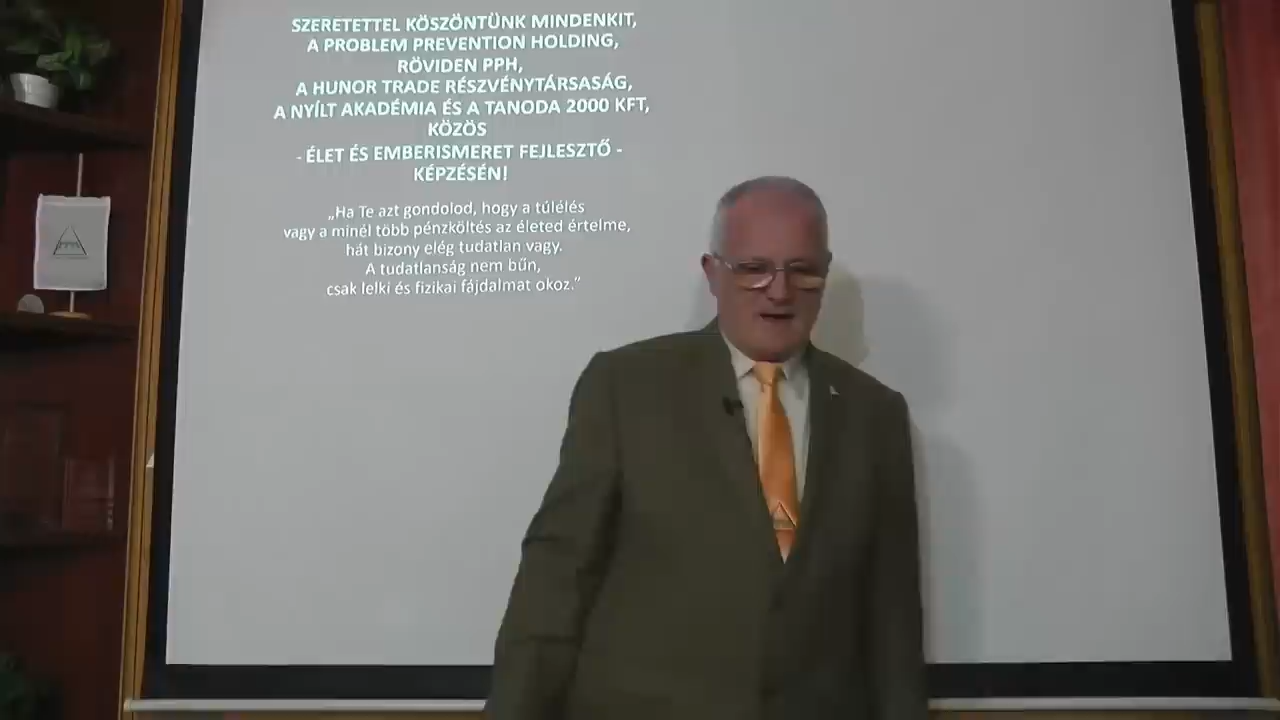 SZERETETTEL KÖSZÖNTÜNK MINDENKIT,
A PROBLEM PREVENTION HOLDING,
RÖVIDEN PPH,
A HUNOR TRADE RÉSZVÉNYTÁRSASÁG,
A NYÍLT AKADÉMIA ÉS A TANODA 2000 KFT,
KÖZÖS
- ÉLET ÉS EMBERISMERET FEJLESZTŐ -
KÉPZÉSÉN!
„Ha Te azt gondolod, hogy a túlélés
vagy a minél több pénzköltés az életed értelme,
hát bizony elég tudatlan vagy.
A tudatlanság nem bűn,
csak lelki és fizikai fájdalmat okoz.”